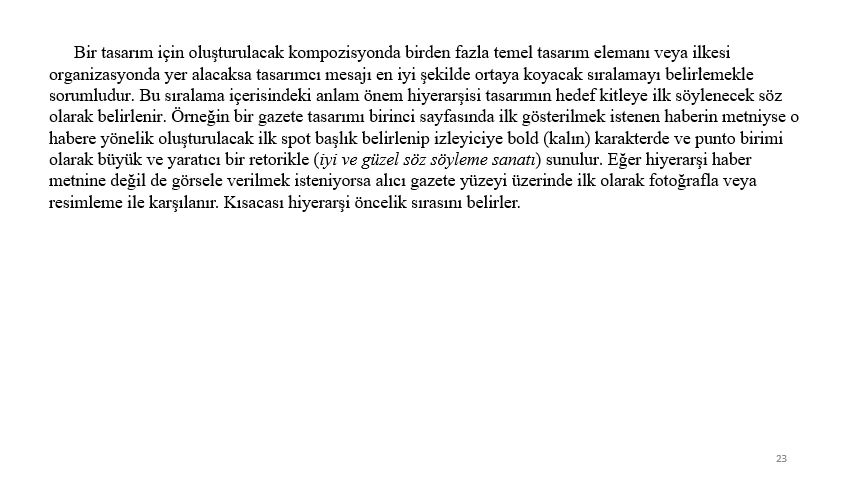 Bir tasarım için oluşturulacak kompozisyonda birden fazla temel tasarım elemanı veya ilkesi
organizasyonda yer alacaksa tasarımcı mesajı en iyi şekilde ortaya koyacak sıralamayı belirlemekle
sorumludur. Bu sıralama içerisindeki anlam önem hiyerarşisi tasarımın hedef kitleye ilk söylenecek söz
olarak belirlenir. Örneğin bir gazete tasarımı birinci sayfasında ilk gösterilmek istenen haberin metniyse o
habere yönelik oluşturulacak ilk spot başlık belirlenip izleyiciye bold (kalın) karakterde ve punto birimi
olarak büyük ve yaratıcı bir retorikle (iyi ve güzel söz söyleme sanatı) sunulur. Eğer hiyerarşi haber
metnine değil de görsele verilmek isteniyorsa alıcı gazete yüzeyi üzerinde ilk olarak fotoğrafla veya
resimleme ile karşılanır. Kısacası hiyerarşi öncelik sırasını belirler.
23